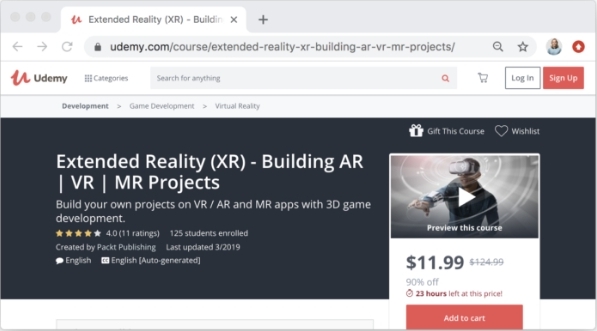 Extended Reality (XR) - Buildin
udemy.com/course/extended-reality-xr-building-ar-vr-mr-projects/
Udemy Categories Search for anything Log In Sign Up
Development > Game Development > Virtual Reality
Gift This Course Wishlist
Extended Reality (XR) - Building AR
| VR | MR Projects
Build your own projects on VR / AR and MR apps with 3D game
development.
4.0 (11 ratings) 125 students enrolled
Created by Packt Publishing Last updated 3/2019
English English [Auto-generated]
Preview this course
$11.99 $124.99
90% off
23 hours left at this price!
Add to cart